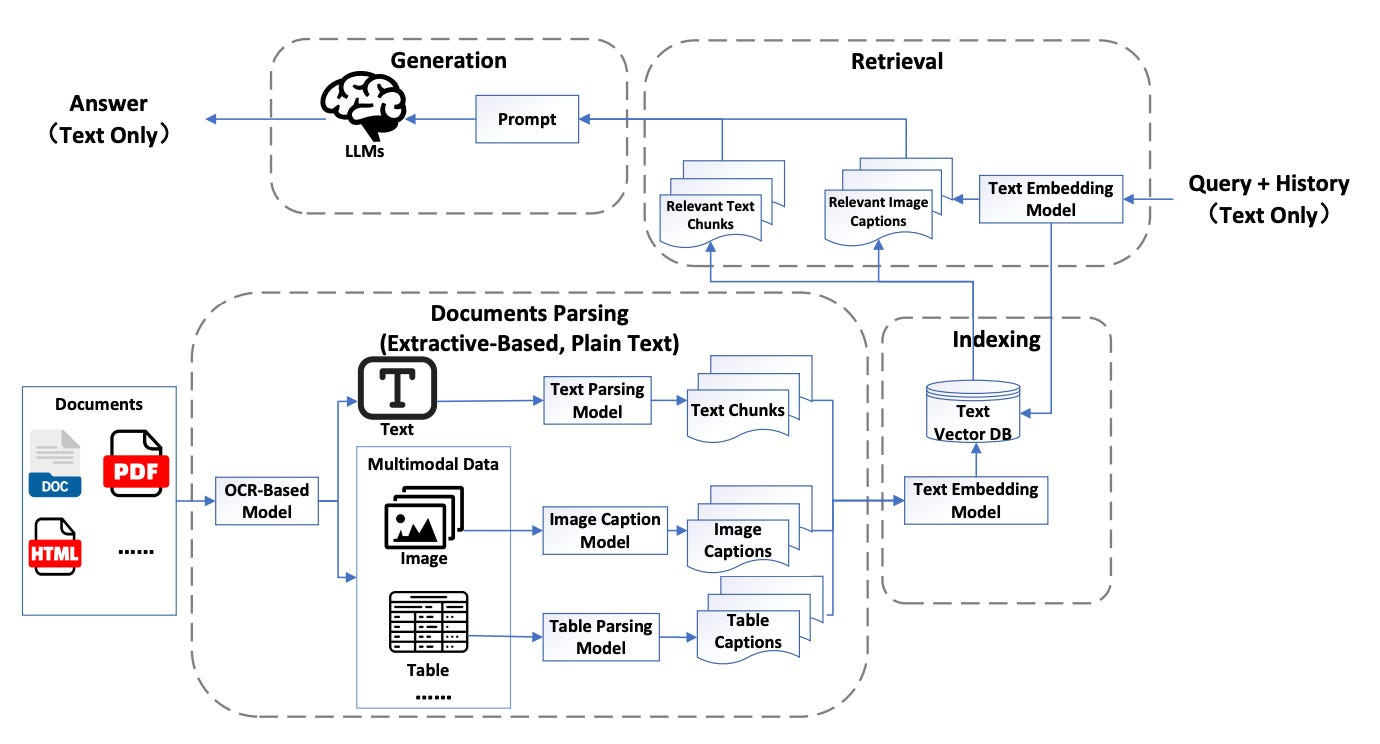 Generation
Retrieval
Answer
（Text Only）
LLMs
Prompt
Relevant Text
Chunks
Relevant Image
Captions
Text Embedding
Model
Query + History
（Text Only）
Documents Parsing
(Extractive-Based, Plain Text)
Indexing
Documents
DOC
PDF
HTML
......
OCR-Based
Model
T
Text
Text Parsing
Model
Text Chunks
Multimodal Data
Image
Image Caption
Model
Image
Captions
Table
......
Table Parsing
Model
Table
Captions
Text
Vector DB
Text Embedding
Model